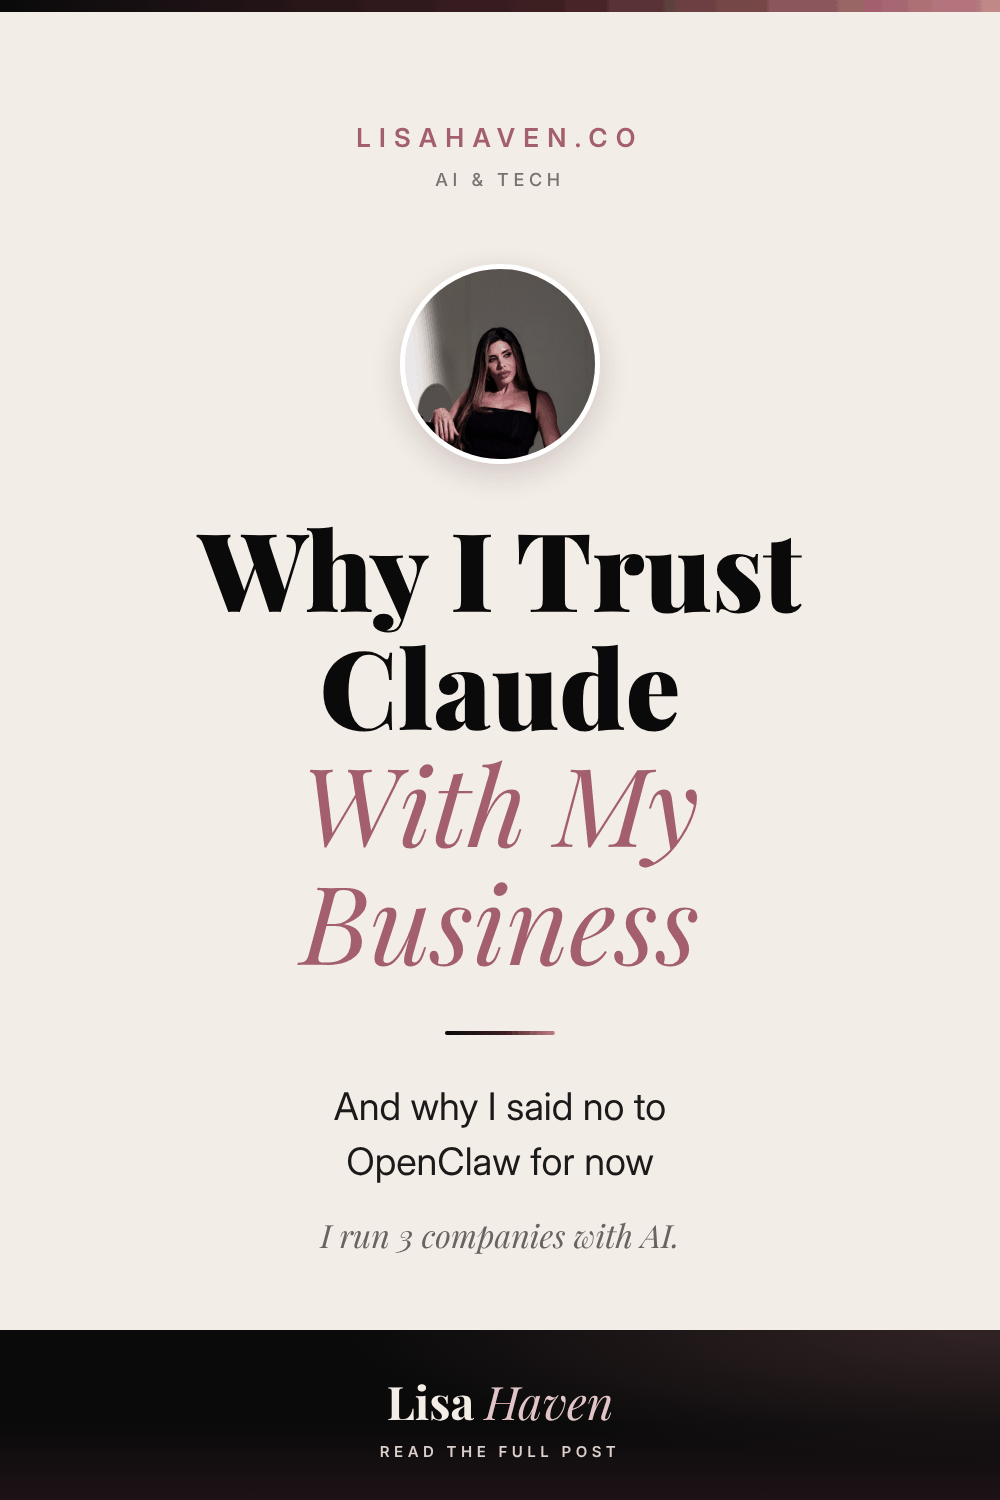 LISAHAVEN.CO
AI & TECH
Why I Trust
Claude
With My
Business
And why I said no to
OpenClaw for now
I run 3 companies with AI.
Lisa Haven
READ THE FULL POST